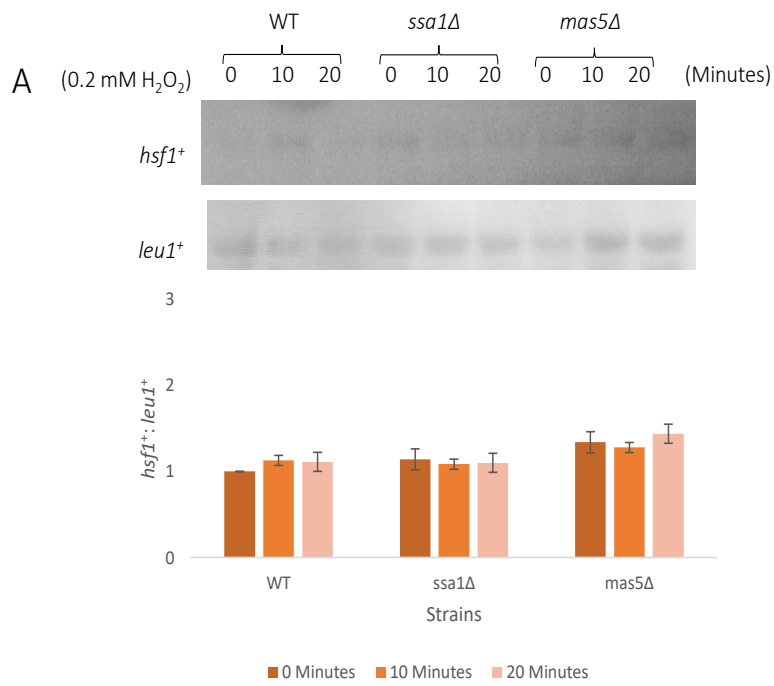 WT ssa1Δ mas5Δ
A (0.2 mM H₂O₂) 0 10 20 0 10 20 0 10 20 (Minutes)
hsf1⁺
leu1⁺
3
2
1
0
hsf1⁺: leu1⁺
WT ssa1Δ mas5Δ
Strains
0 Minutes 10 Minutes 20 Minutes